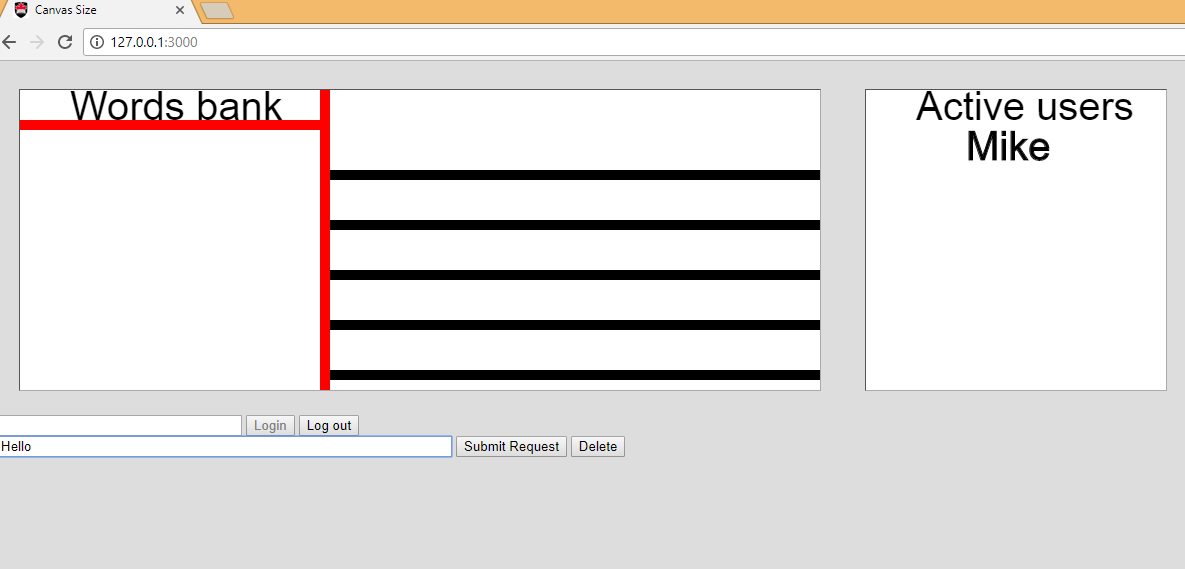 Canvas Size
127.0.0.1:3000
Words bank
Active users
Mike
Login Log out
Hello Submit Request Delete